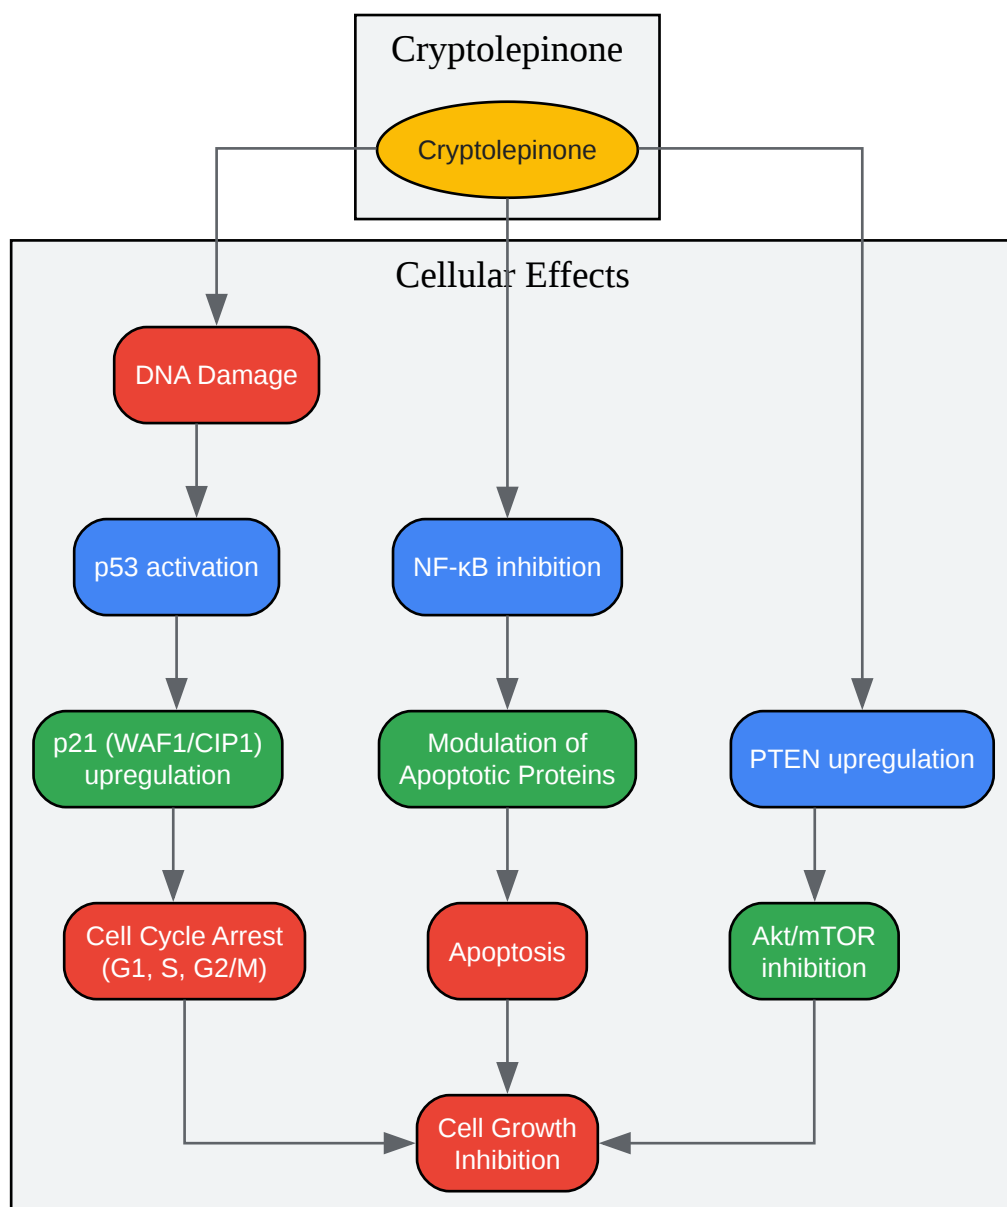 Cryptolepinone
Cryptolepinone
Cellular Effects
DNA Damage
p53 activation
NF-κB inhibition
p21 (WAF1/CIP1)
upregulation
Modulation of
Apoptotic Proteins
PTEN upregulation
Cell Cycle Arrest
(G1, S, G2/M)
Apoptosis
Akt/mTOR
inhibition
Cell Growth
Inhibition